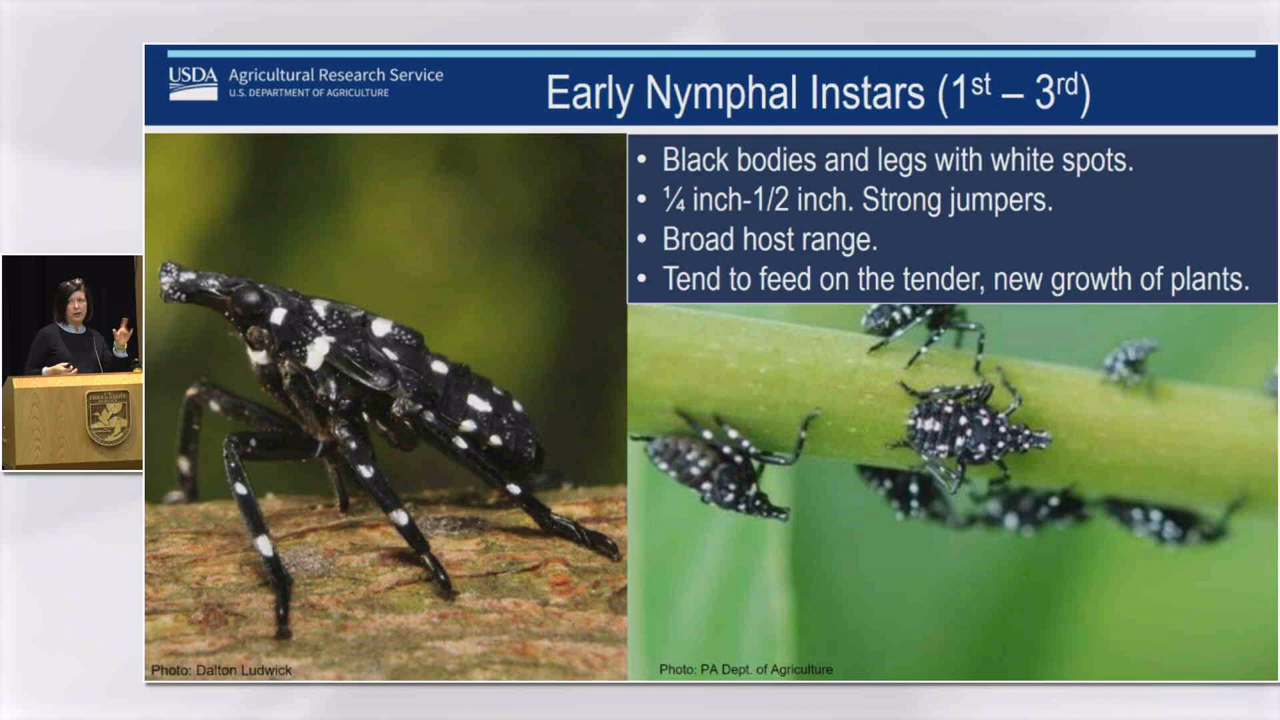 USDA
Agricultural Research Service
U.S. DEPARTMENT OF AGRICULTURE
Early Nymphal Instars (1st – 3rd)
• Black bodies and legs with white spots.
• ¼ inch-1/2 inch. Strong jumpers.
• Broad host range.
• Tend to feed on the tender, new growth of plants.
Photo: Dalton Ludwick
Photo: PA Dept. of Agriculture